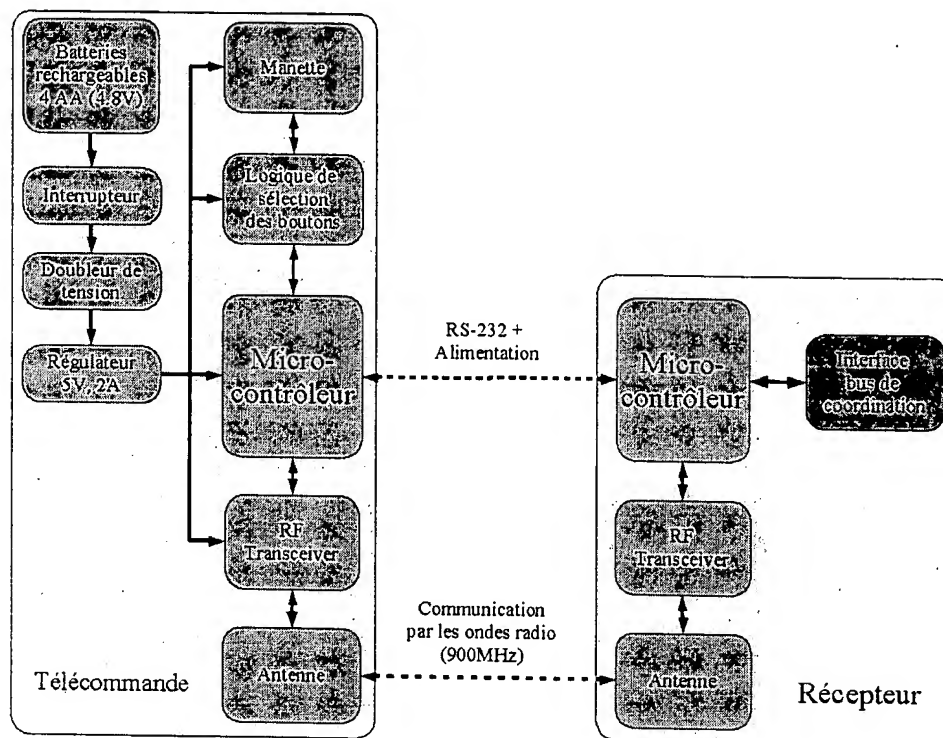 Batteries
rechargeables
4 AA (4.8V)
Interrupteur
Doubleur de
tension
Régulateur
5V, 2A
Manette
Logique de
sélection
des boutons
Micro-
contrôleur
RF
Transceiver
Antenne
Télécommande
RS-232 +
Alimentation
Communication
par les ondes radio
(900MHz)
Micro-
contrôleur
Interface
bus de
coordination
RF
Transceiver
Antenne
Récepteur